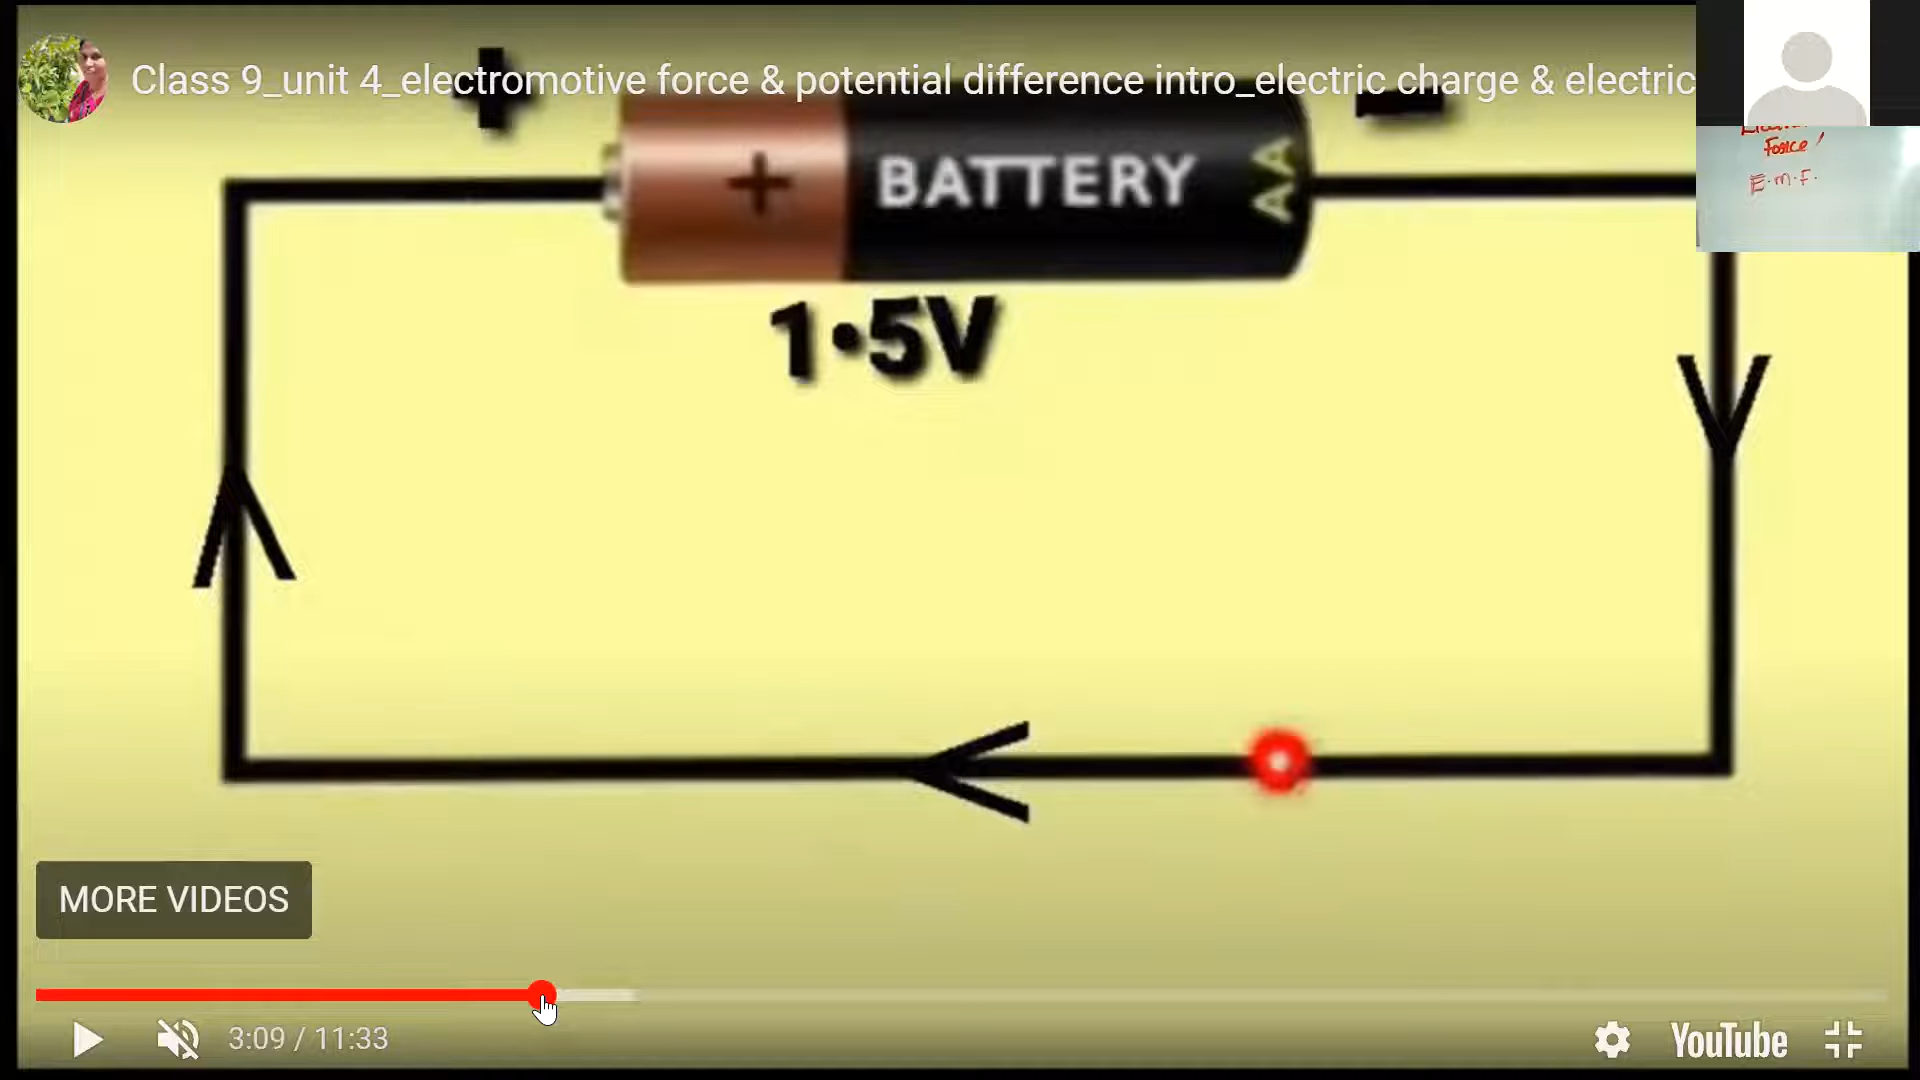 Class 9_unit 4_electromotive force & potential difference intro_electric charge & electric
Force
E.m.F.
+ -
+ BATTERY AA
1.5V
MORE VIDEOS
3:09 / 11:33
YouTube